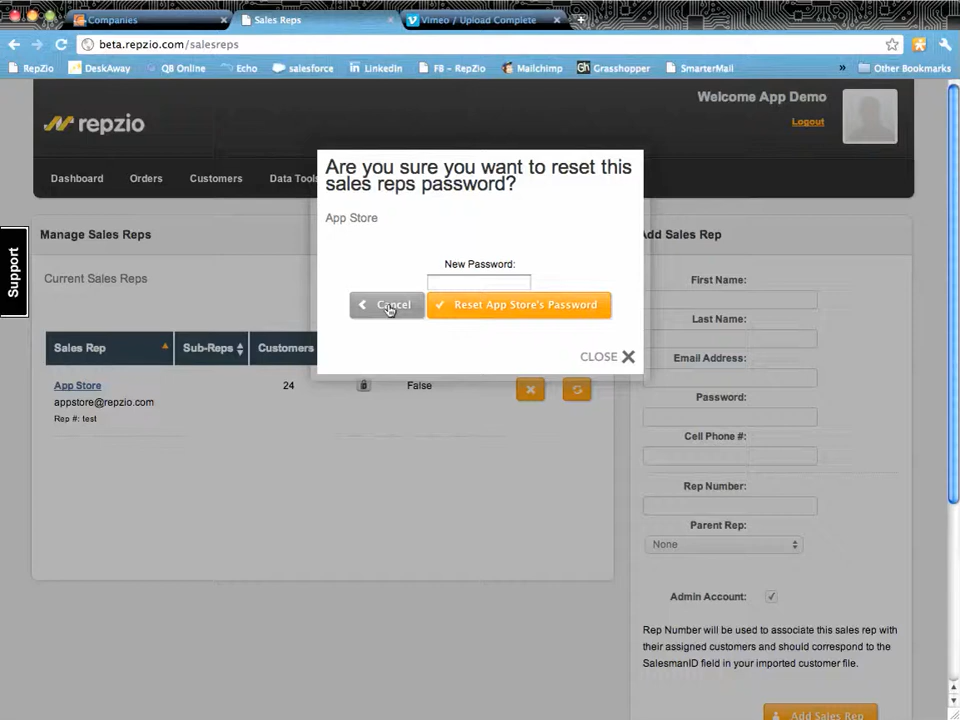 Companies
Sales Reps
Vimeo / Upload Complete
beta.repzio.com/salesreps
RepZio
DeskAway
QB Online
Echo
salesforce
LinkedIn
FB - RepZio
Mailchimp
Gh Grasshopper
SmarterMail
»
Other Bookmarks
Welcome App Demo
Logout
repzio
Dashboard
Orders
Customers
Data Tools
Support
Are you sure you want to reset this
sales reps password?
App Store
New Password:
Cancel
Reset App Store's Password
CLOSE
Manage Sales Reps
Current Sales Reps
Sales Rep
Sub-Reps
Customers
App Store
appstore@repzio.com
Rep #: test
24
False
Add Sales Rep
First Name:
Last Name:
Email Address:
Password:
Cell Phone #:
Rep Number:
Parent Rep:
None
Admin Account:
Rep Number will be used to associate this sales rep with
their assigned customers and should correspond to the
SalesmanID field in your imported customer file.
Add Sales Rep